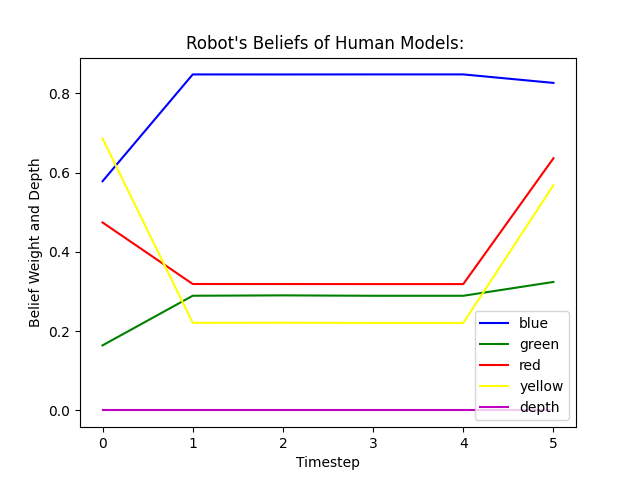 Robot's Beliefs of Human Models:
Belief Weight and Depth
0.8
0.6
0.4
0.2
0.0
0 1 2 3 4 5
Timestep
blue
green
red
yellow
depth